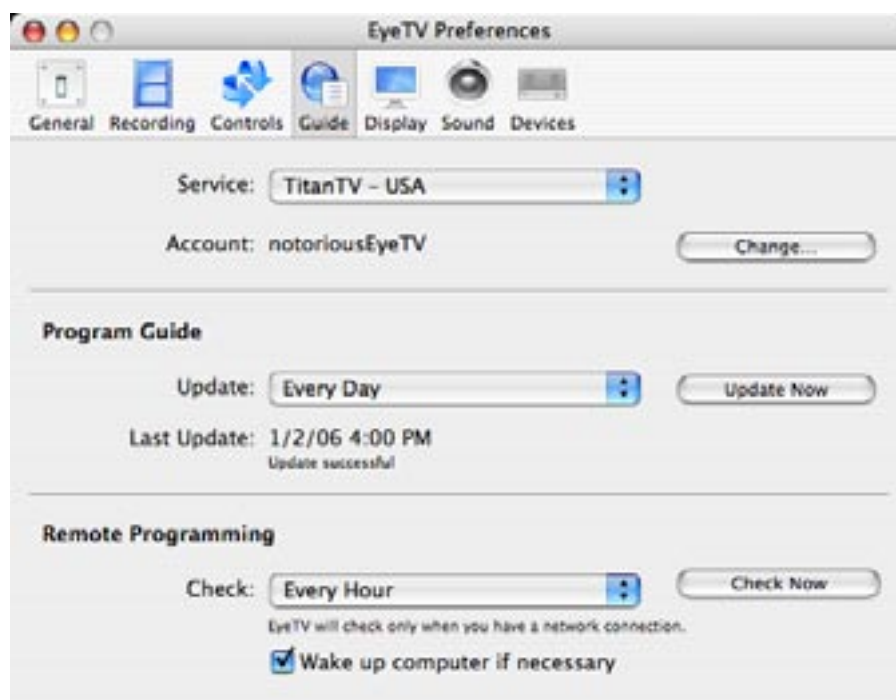 EyeTV Preferences
General Recording Controls Guide Display Sound Devices
Service: TitanTV – USA
Account: notoriousEyeTV Change...
Program Guide
Update: Every Day Update Now
Last Update: 1/2/06 4:00 PM
Update successful
Remote Programming
Check: Every Hour Check Now
EyeTV will check only when you have a network connection.
Wake up computer if necessary